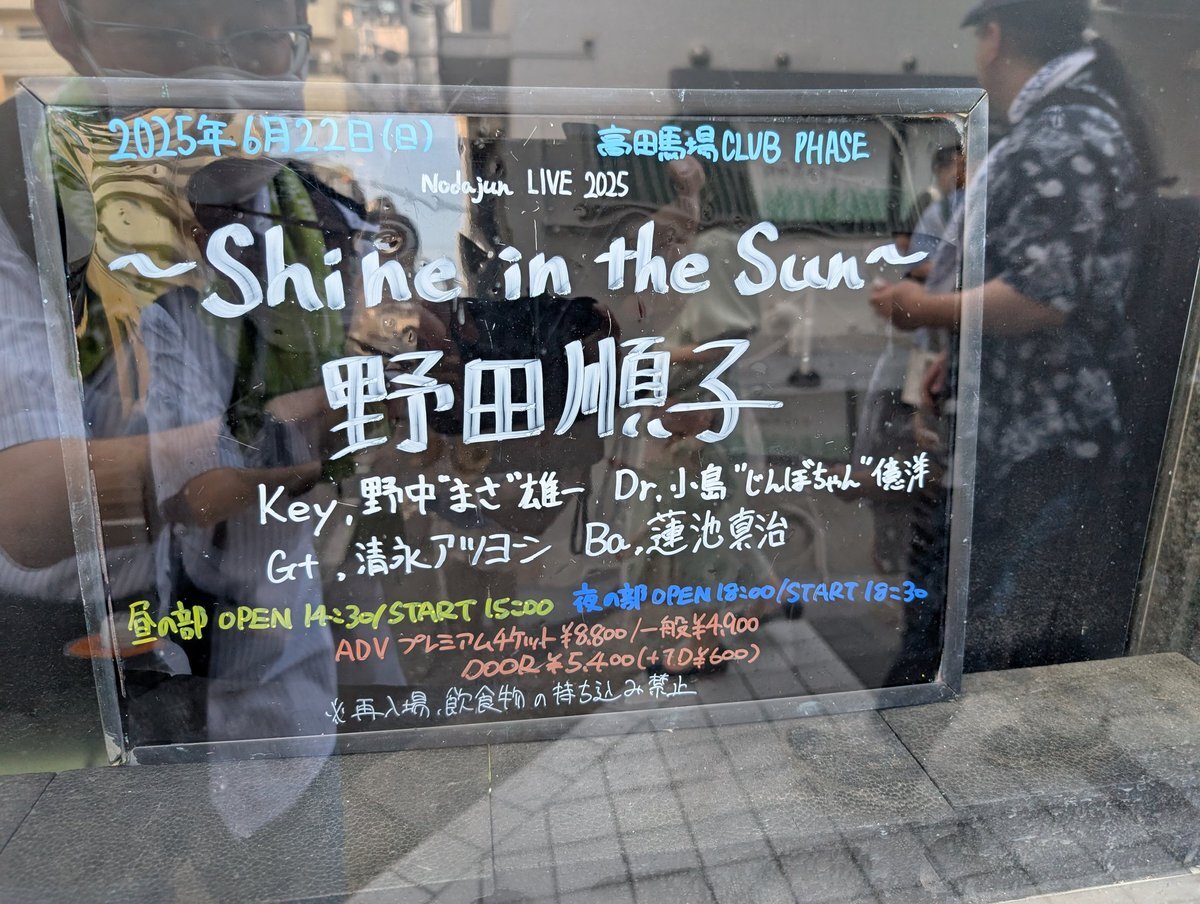 2025年6月22日(日)
高田馬場CLUB PHASE
Nodajun LIVE 2025
～Shine in the Sun～
野田順子
Key,野中"まさ"雄一 Dr,小島"じんぼちゃん"億洋
Gt,清永アツヨーシ Ba,蓮池真治
昼の部 OPEN 14:30/START 15:00 夜の部 OPEN 18:00/START 18:30
ADV プレミアムチケット¥8.800/一般¥4,900
DOOR ¥5.400(+1D¥600)
※再入場、飲食物の持ち込み禁止